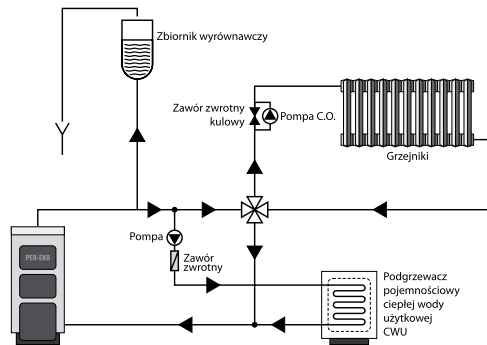 Zbiornik wyrównawczy
Zawór zwrotny
kulowy
Pompa C.O.
Grzejniki
Pompa
Zawór
zwrotny
PER-EKO
Podgrzewacz
pojemnościowy
ciepłej wody
użytkowej
CWU